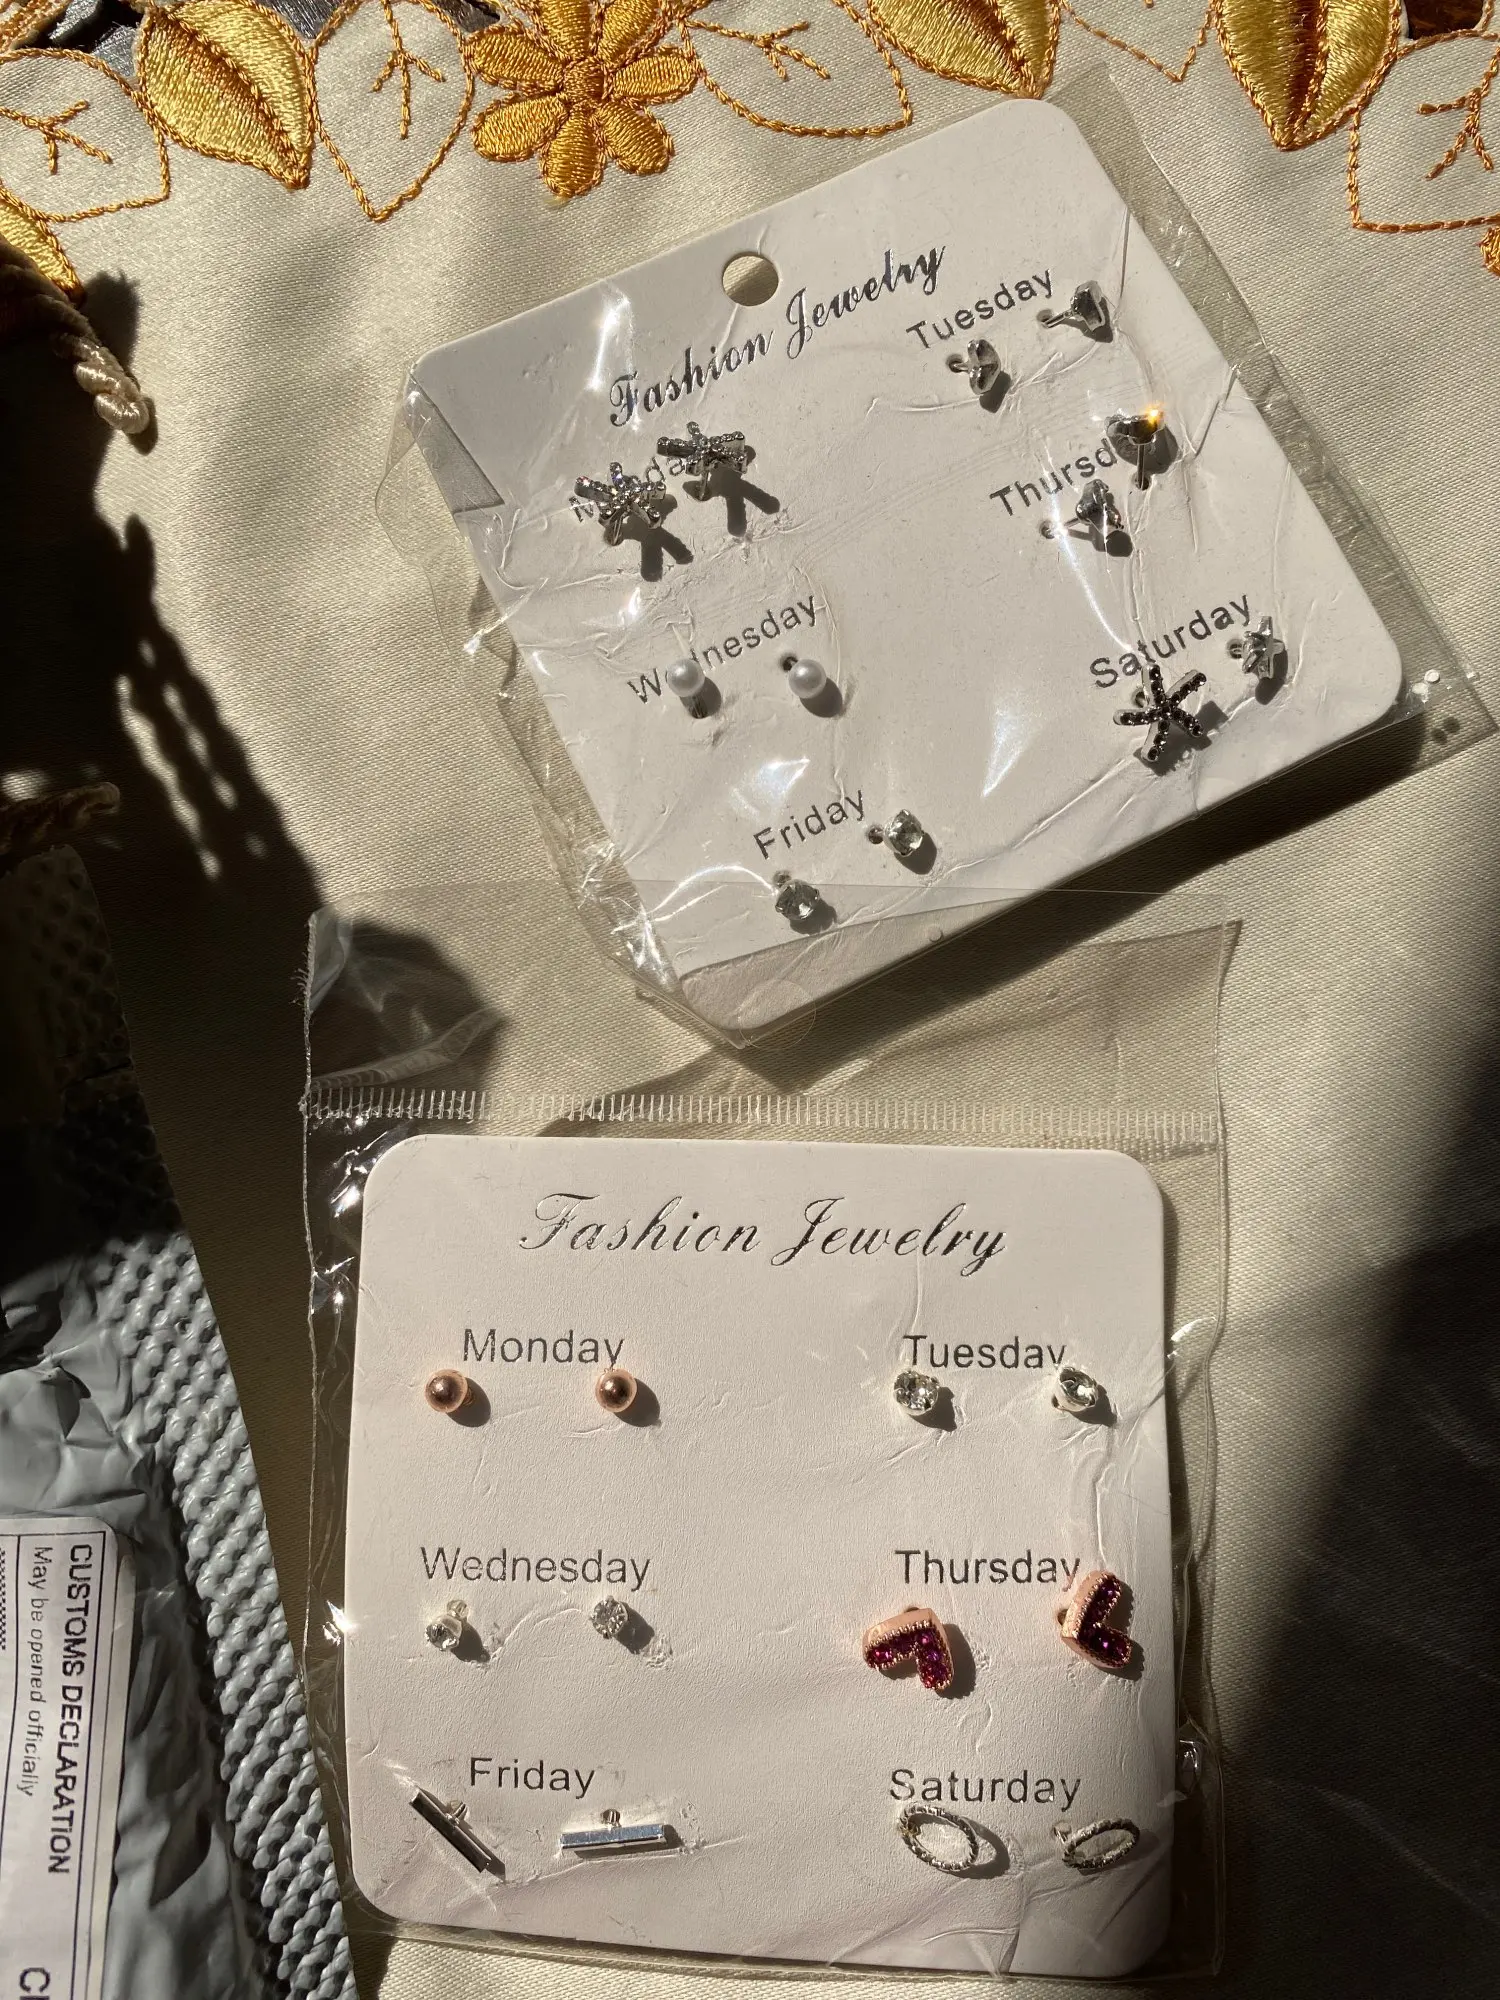 Fashion Jewelry
Monday
Tuesday
Wednesday
Thursd
Friday
Saturday
Fashion Jewelry
Monday
Tuesday
Wednesday
Thursday
Friday
Saturday
CUSTOMS DECLARATION
May be opened officially